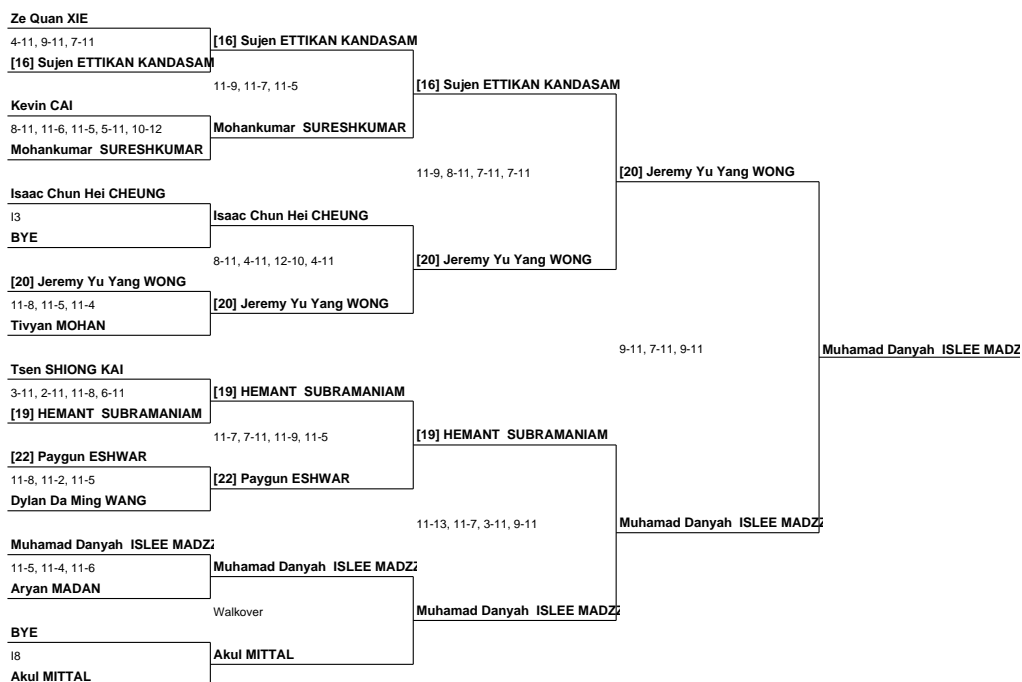 Ze Quan XIE
4-11, 9-11, 7-11
[16] Sujen ETTIKAN KANDASAM
[16] Sujen ETTIKAN KANDASAM
11-9, 11-7, 11-5
[16] Sujen ETTIKAN KANDASAM
Kevin CAI
8-11, 11-6, 11-5, 5-11, 10-12
Mohankumar SURESHKUMAR
Mohankumar SURESHKUMAR
11-9, 8-11, 7-11, 7-11
[20] Jeremy Yu Yang WONG
Isaac Chun Hei CHEUNG
I3
BYE
Isaac Chun Hei CHEUNG
8-11, 4-11, 12-10, 4-11
[20] Jeremy Yu Yang WONG
[20] Jeremy Yu Yang WONG
11-8, 11-5, 11-4
Tivyan MOHAN
[20] Jeremy Yu Yang WONG
9-11, 7-11, 9-11
Muhamad Danyah ISLEE MADZ
Tsen SHIONG KAI
3-11, 2-11, 11-8, 6-11
[19] HEMANT SUBRAMANIAM
[19] HEMANT SUBRAMANIAM
11-7, 7-11, 11-9, 11-5
[19] HEMANT SUBRAMANIAM
[22] Paygun ESHWAR
11-8, 11-2, 11-5
Dylan Da Ming WANG
[22] Paygun ESHWAR
11-13, 11-7, 3-11, 9-11
Muhamad Danyah ISLEE MADZZ
Muhamad Danyah ISLEE MADZZ
11-5, 11-4, 11-6
Aryan MADAN
Muhamad Danyah ISLEE MADZZ
Walkover
Muhamad Danyah ISLEE MADZZ
BYE
I8
Akul MITTAL
Akul MITTAL